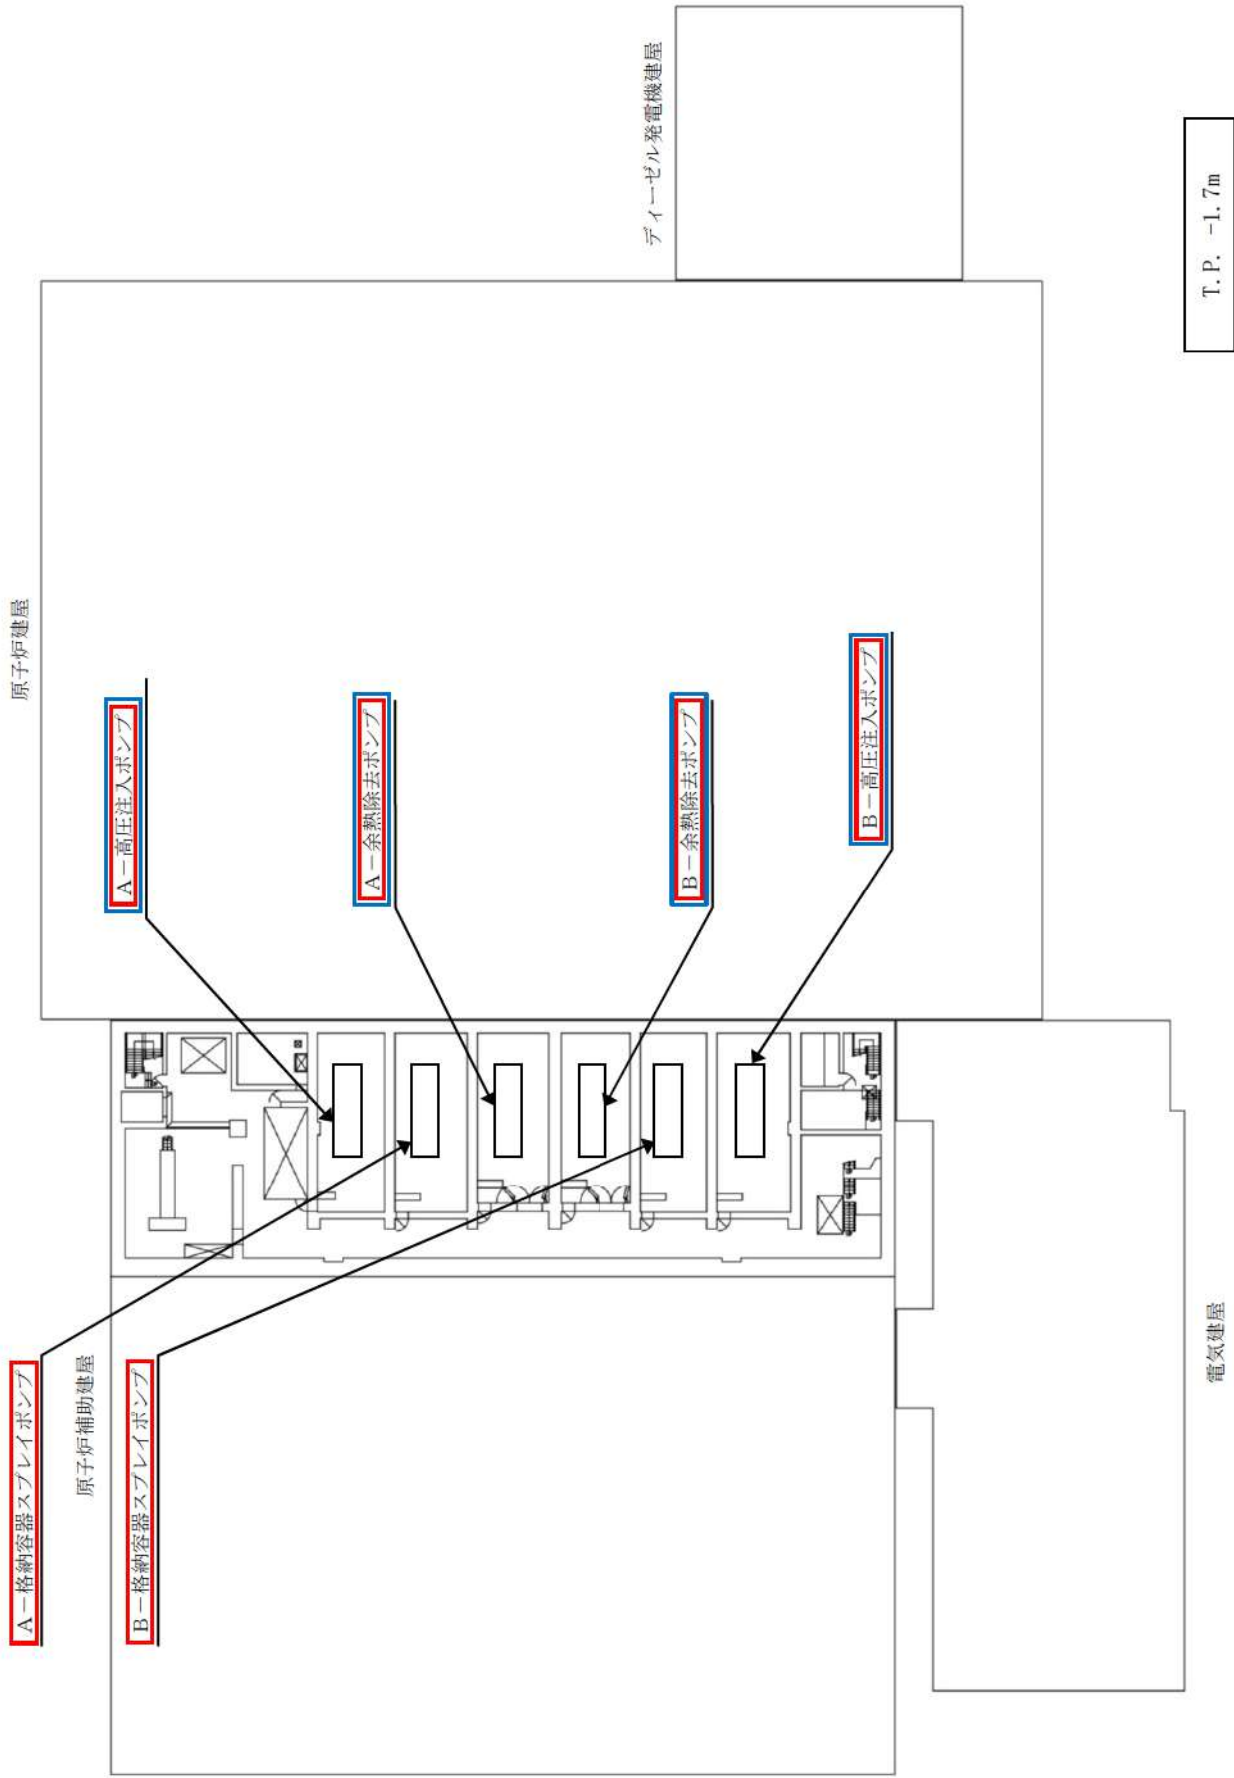 A－格納容器スプレイポンプ
原子炉建屋
原子炉補助建屋
B－格納容器スプレイポンプ
A－高圧注入ポンプ
A－余熱除去ポンプ
ディーゼル発電機建屋
B－余熱除去ポンプ
B－高圧注入ポンプ
電気建屋
T.P. -1.7m